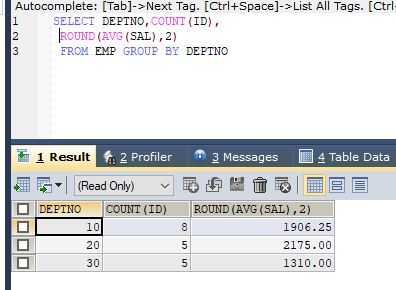 Autocomplete: [Tab]->Next Tag. [Ctrl+Space]->List All Tags. [Ctrl
1 SELECT DEPTNO,COUNT(ID),
2 ROUND(AVG(SAL),2)
3 FROM EMP GROUP BY DEPTNO
1 Result 2 Profiler 3 Messages 4 Table Data
(Read Only)
DEPTNO COUNT(ID) ROUND(AVG(SAL),2)
10 8 1906.25
20 5 2175.00
30 5 1310.00